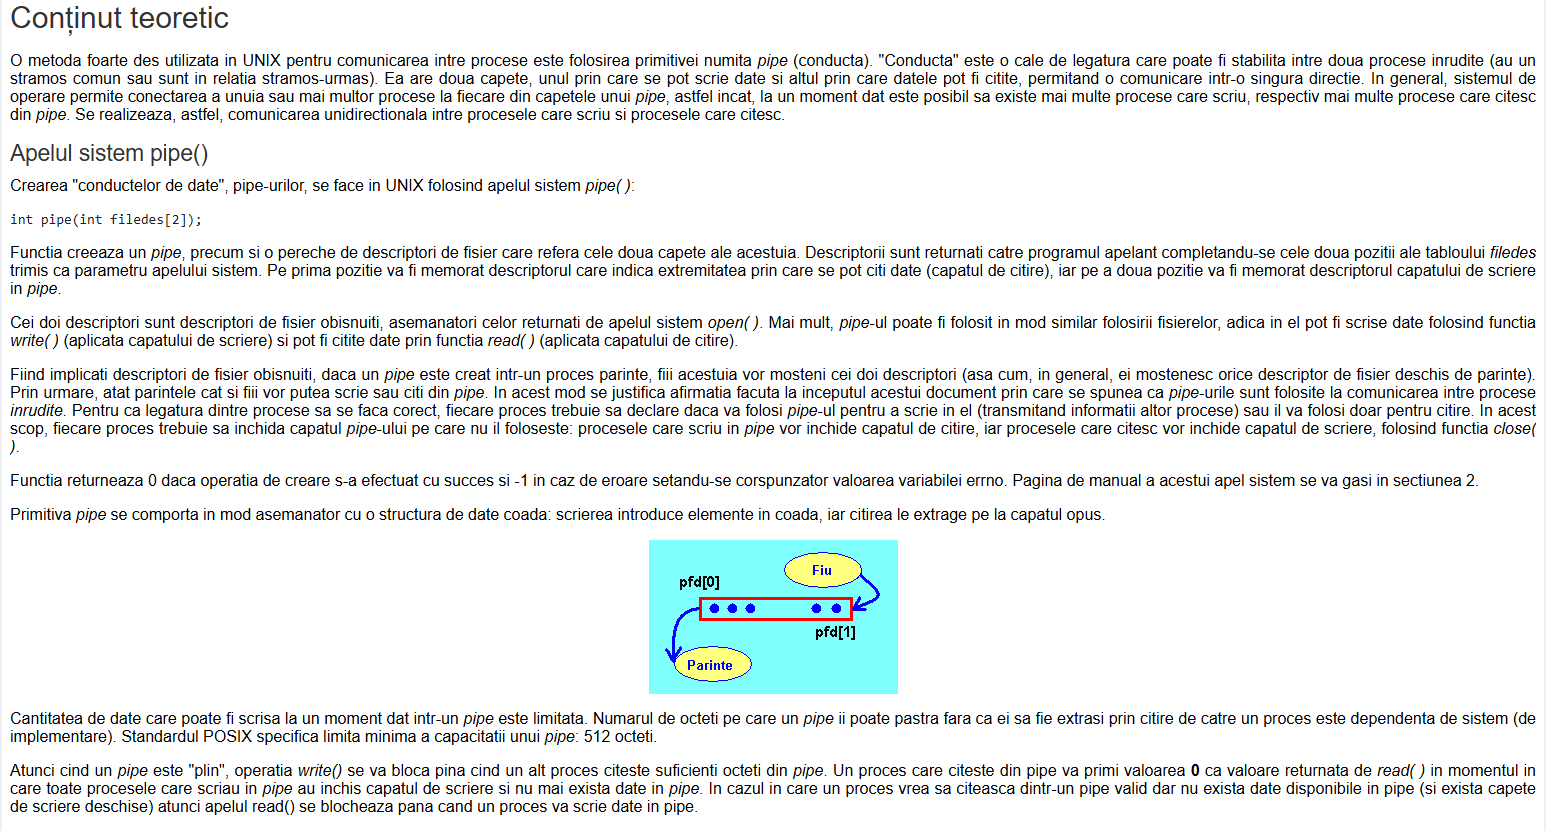 Conținut teoretic
O metoda foarte des utilizata in UNIX pentru comunicarea intre procese este folosirea primitivei numita pipe (conducta). "Conducta" este o cale de legatura care poate fi stabilita intre doua procese inrudite (au un
stramos comun sau sunt in relatia stramos-urmas). Ea are doua capete, unul prin care se pot scrie date si altul prin care datele pot fi citite, permitand o comunicare intr-o singura directie. In general, sistemul de
operare permite conectarea a unuia sau mai multor procese la fiecare din capetele unui pipe, astfel incat, la un moment dat este posibil sa existe mai multe procese care scriu, respectiv mai multe procese care citesc
din pipe. Se realizeaza, astfel, comunicarea unidirectionala intre procesele care scriu si procesele care citesc.
Apelul sistem pipe()
Crearea "conductelor de date", pipe-urilor, se face in UNIX folosind apelul sistem pipe( ):
int pipe(int filedes[2]);
Functia creeaza un pipe, precum si o pereche de descriptori de fisier care refera cele doua capete ale acestuia. Descriptorii sunt returnati catre programul apelant completandu-se cele doua pozitii ale tabloului filedes
trimis ca parametru apelului sistem. Pe prima pozitie va fi memorat descriptorul care indica extremitatea prin care se pot citi date (capatul de citire), iar pe a doua pozitie va fi memorat descriptorul capatului de scriere
in pipe.
Cei doi descriptori sunt descriptori de fisier obisnuiti, asemanatori celor returnati de apelul sistem open( ). Mai mult, pipe-ul poate fi folosit in mod similar folosirii fisierelor, adica in el pot fi scrise date folosind functia
write( ) (aplicata capatului de scriere) si pot fi citite date prin functia read( ) (aplicata capatului de citire).
Fiind implicati descriptori de fisier obisnuiti, daca un pipe este creat intr-un proces parinte, fiii acestuia vor mosteni cei doi descriptori (asa cum, in general, ei mostenesc orice descriptor de fisier deschis de parinte).
Prin urmare, atat parintele cat si fiii vor putea scrie sau citi din pipe. In acest mod se justifica afirmatia facuta la inceputul acestui document prin care se spunea ca pipe-urile sunt folosite la comunicarea intre procese
inrudite. Pentru ca legatura dintre procese sa se faca corect, fiecare proces trebuie sa declare daca va folosi pipe-ul pentru a scrie in el (transmitand informatii altor procese) sau il va folosi doar pentru citire. In acest
scop, fiecare proces trebuie sa inchida capatul pipe-ului pe care nu il foloseste: procesele care scriu in pipe vor inchide capatul de citire, iar procesele care citesc vor inchide capatul de scriere, folosind functia close(
).
Functia returneaza 0 daca operatia de creare s-a efectuat cu succes si -1 in caz de eroare setandu-se corspunzator valoarea variabilei errno. Pagina de manual a acestui apel sistem se va gasi in sectiunea 2.
Primitiva pipe se comporta in mod asemanator cu o structura de date coada: scrierea introduce elemente in coada, iar citirea le extrage pe la capatul opus.
Fiu
pfd[0]
pfd[1]
Parinte
Cantitatea de date care poate fi scrisa la un moment dat intr-un pipe este limitata. Numarul de octeti pe care un pipe ii poate pastra fara ca ei sa fie extrasi prin citire de catre un proces este dependenta de sistem (de
implementare). Standardul POSIX specifica limita minima a capacitatii unui pipe: 512 octeti.
Atunci cind un pipe este "plin", operatia write() se va bloca pina cind un alt proces citeste suficienti octeti din pipe. Un proces care citeste din pipe va primi valoarea 0 ca valoare returnata de read( ) in momentul in
care toate procesele care scriau in pipe au inchis capatul de scriere si nu mai exista date in pipe. In cazul in care un proces vrea sa citeasca dintr-un pipe valid dar nu exista date disponibile in pipe (si exista capete
de scriere deschise) atunci apelul read() se blocheaza pana cand un proces va scrie date in pipe.